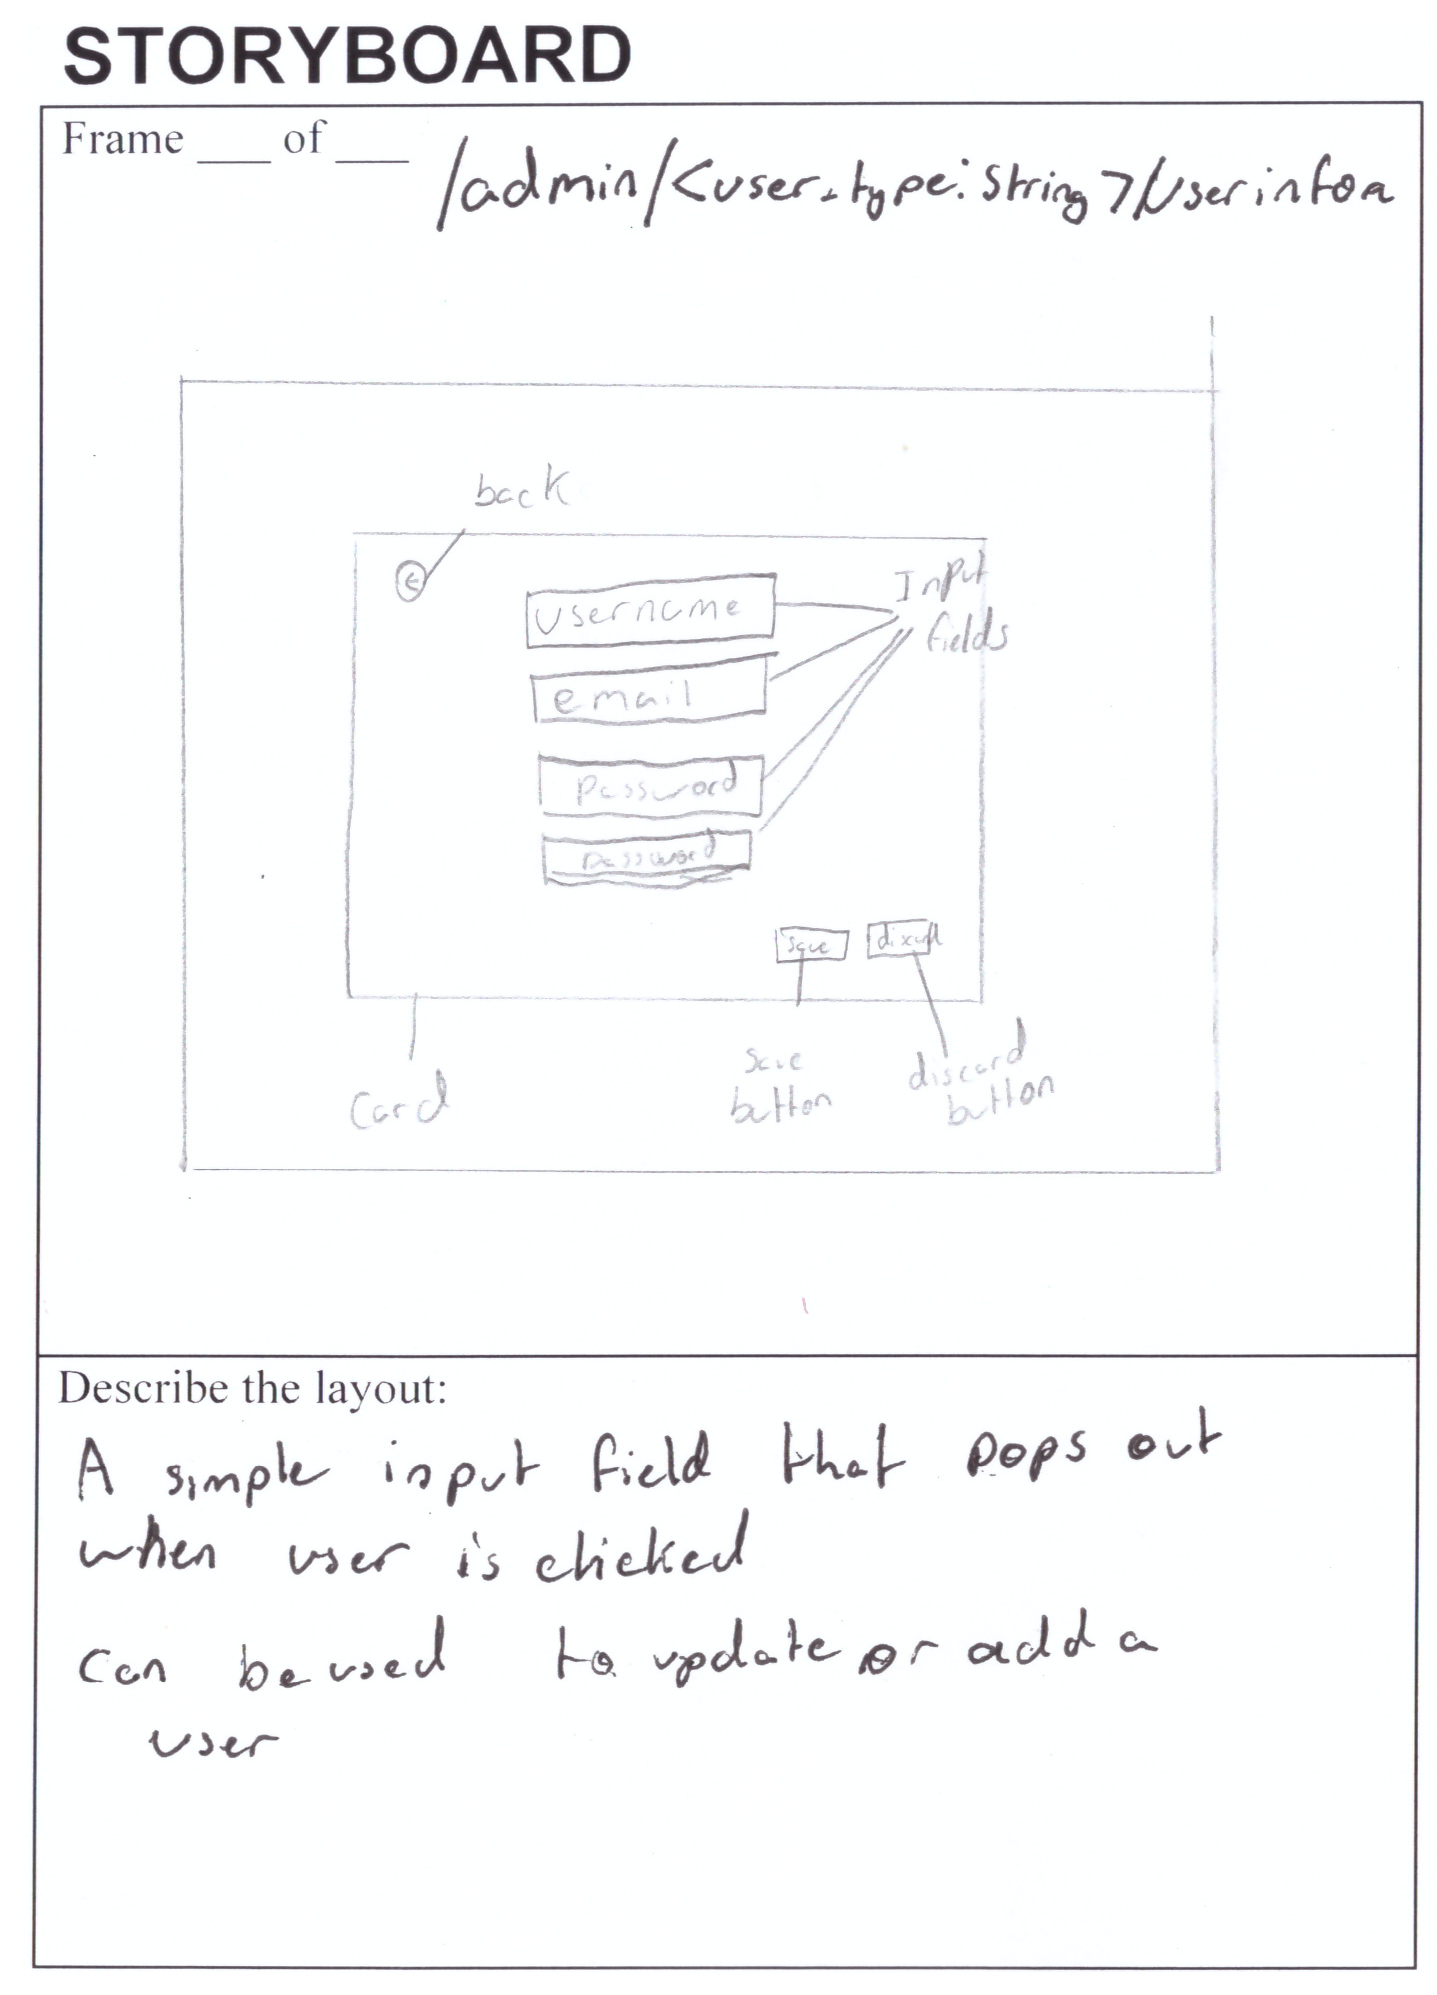 STORYBOARD
Frame ___ of ___
/admin/<user_type:String>/Userinfoa
back
username
Input
fields
email
password
password
save
discard
Card
save
button
discard
button
Describe the layout:
A simple input field that pops out
when user is clicked
can be used to update or add a
user